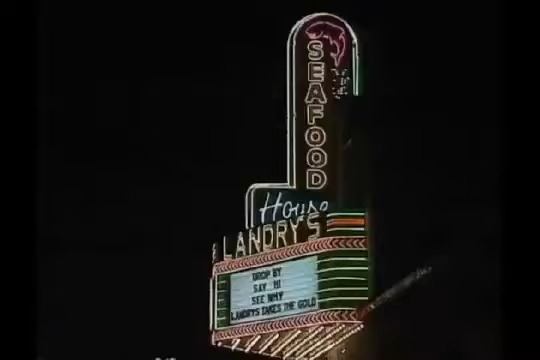 SEAFOOD
House
LANDRY'S
DROP BY
SAY HI
SEE WHY
LANDRYS TAKES THE GOLD